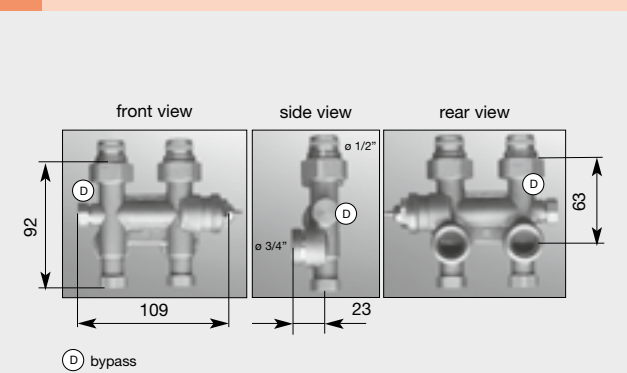 front view
side view
rear view
ø 1/2”
D
D
D
92
63
ø 3/4”
109
23
D bypass